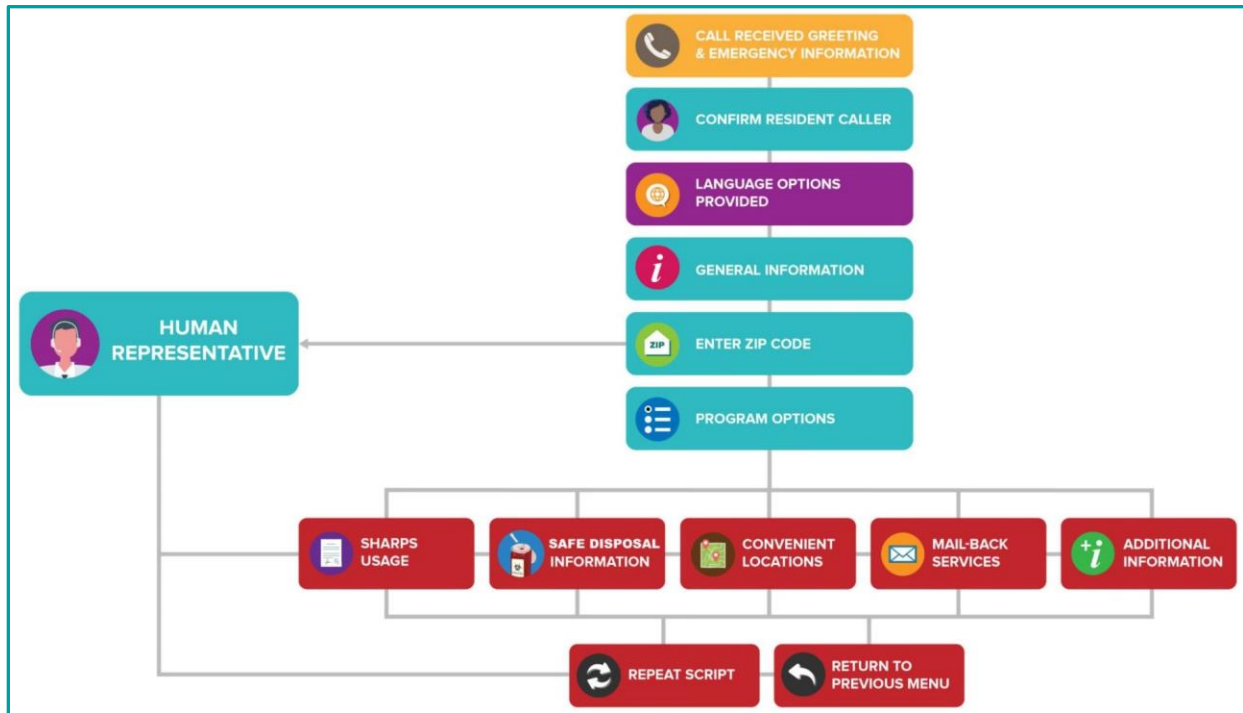 CALL RECEIVED GREETING
& EMERGENCY INFORMATION
CONFIRM RESIDENT CALLER
LANGUAGE OPTIONS
PROVIDED
i
GENERAL INFORMATION
HUMAN
REPRESENTATIVE
ZIP
ENTER ZIP CODE
PROGRAM OPTIONS
SHARPS
USAGE
SAFE DISPOSAL
INFORMATION
CONVENIENT
LOCATIONS
MAIL-BACK
SERVICES
+i
ADDITIONAL
INFORMATION
REPEAT SCRIPT
RETURN TO
PREVIOUS MENU